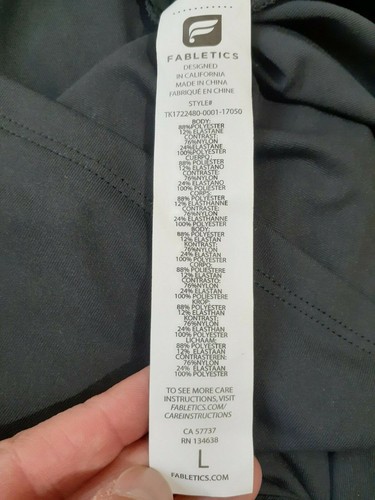 FABLETICS
DESIGNED
IN CALIFORNIA
MADE IN CHINA
FABRIQUÉ EN CHINE
STYLE#
TK1722480-0001-17050
BODY:
88%POLYESTER
12% ELASTANE
CONTRAST:
76%NYLON
24%ELASTANE
100%POLYESTER
CUERPO:
88% POLIESTER
12% ELASTANO
CONTRASTE:
76%NYLON
24% ELASTANO
100% POLIESTER
CORPS:
88% POLYESTER
12% ELASTHANNE
CONTRASTE:
76%NYLON
24% ELASTHANNE
100% POLYESTER
BODY:
88% POLYESTER
12% ELASTAN
KONTRAST:
76%NYLON
24% ELASTAN
100% POLYESTER
CORPO:
88% POLIESTERE
12% ELASTAN
CONTRASTO:
76%NYLON
24% ELASTAN
100% POLIESTERE
KROP:
88% POLYESTER
12% ELASTHAN
KONTRAST:
76%NYLON
24% ELASTHAN
100% POLYESTER
LICHAAM:
88% POLYESTER
12% ELASTAAN
CONTRASTEREN:
76%NYLON
24% ELASTAAN
100% POLYESTER
TO SEE MORE CARE
INSTRUCTIONS, VISIT
FABLETICS.COM/
CAREINSTRUCTIONS
CA 57737
RN 134638
L
FABLETICS.COM